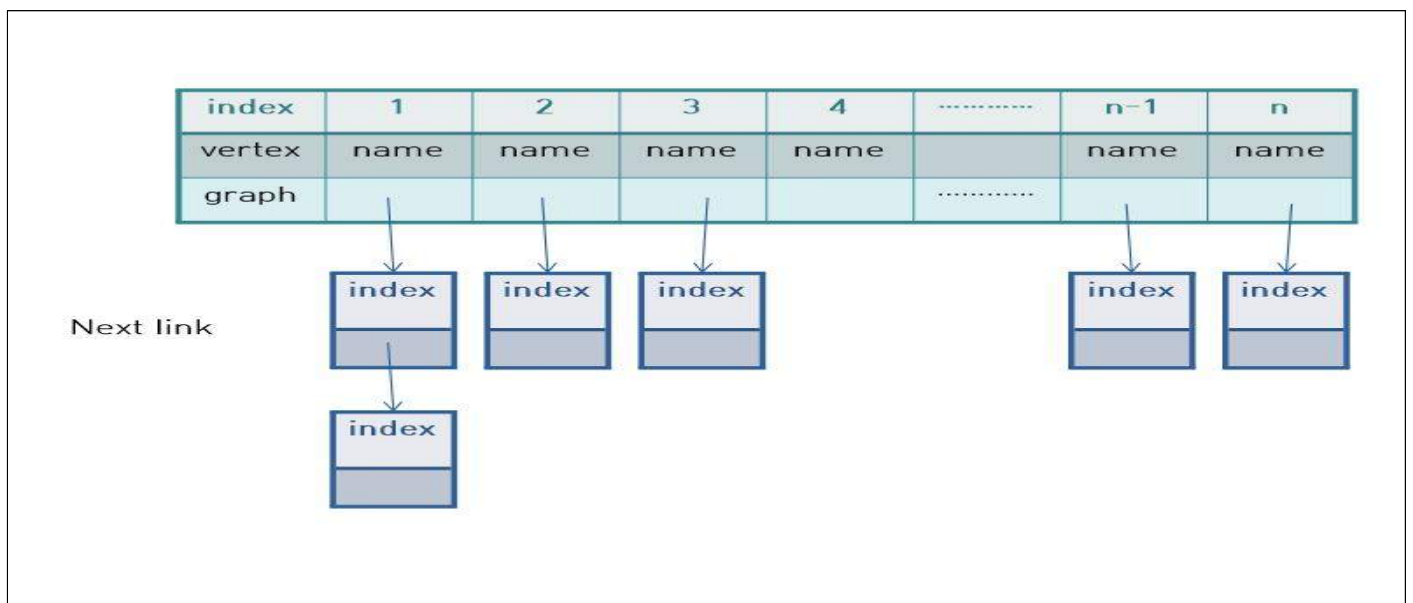 index 1 2 3 4 ............ n-1 n
vertex name name name name name name
graph ............
index index index index index
Next link
index